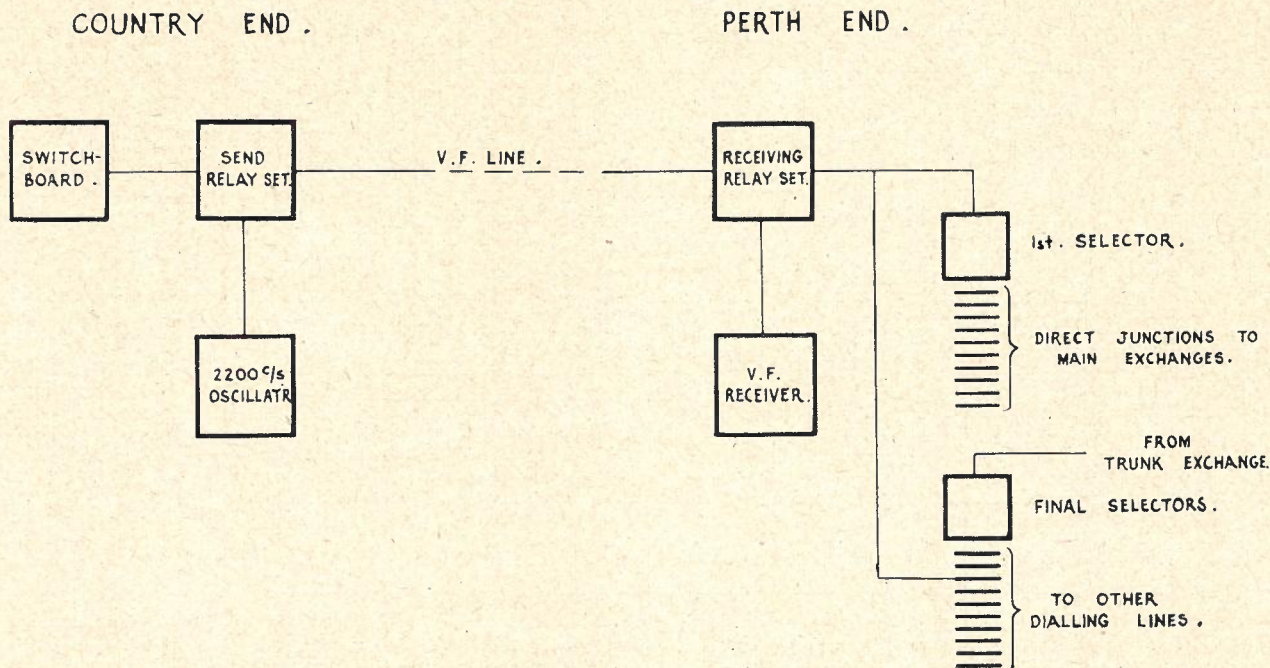 COUNTRY END.
PERTH END.
SWITCH-
BOARD.
SEND
RELAY SET.
V.F. LINE.
RECEIVING
RELAY SET.
1st. SELECTOR.
2200 c/s
OSCILLATR
V.F.
RECEIVER.
DIRECT JUNCTIONS TO
MAIN EXCHANGES.
FROM
TRUNK EXCHANGE.
FINAL SELECTORS.
TO OTHER
DIALLING LINES.